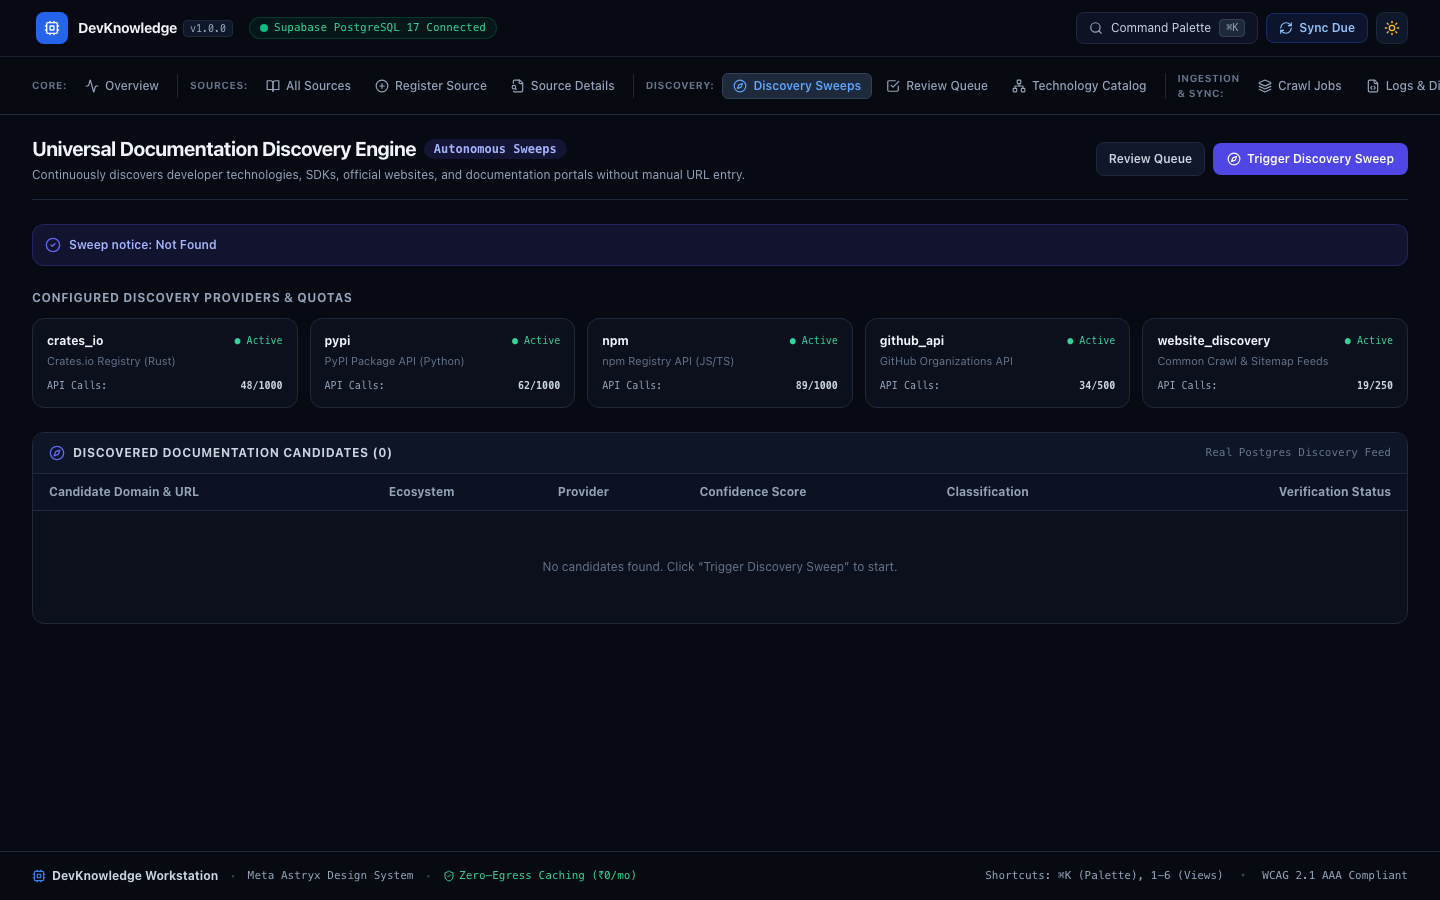 DevKnowledge v1.0.0 Supabase PostgreSQL 17 Connected Command Palette ⌘K Sync Due
CORE: Overview SOURCES: All Sources Register Source Source Details DISCOVERY: Discovery Sweeps Review Queue Technology Catalog INGESTION & SYNC: Crawl Jobs Logs & Di
Universal Documentation Discovery Engine Autonomous Sweeps
Continuously discovers developer technologies, SDKs, official websites, and documentation portals without manual URL entry.
Review Queue Trigger Discovery Sweep
Sweep notice: Not Found
CONFIGURED DISCOVERY PROVIDERS & QUOTAS
crates_io ● Active
Crates.io Registry (Rust)
API Calls: 48/1000
pypi ● Active
PyPI Package API (Python)
API Calls: 62/1000
npm ● Active
npm Registry API (JS/TS)
API Calls: 89/1000
github_api ● Active
GitHub Organizations API
API Calls: 34/500
website_discovery ● Active
Common Crawl & Sitemap Feeds
API Calls: 19/250
DISCOVERED DOCUMENTATION CANDIDATES (0) Real Postgres Discovery Feed
Candidate Domain & URL Ecosystem Provider Confidence Score Classification Verification Status
No candidates found. Click “Trigger Discovery Sweep” to start.
DevKnowledge Workstation • Meta Astryx Design System • Zero-Egress Caching (₹0/mo) Shortcuts: ⌘K (Palette), 1-6 (Views) • WCAG 2.1 AAA Compliant